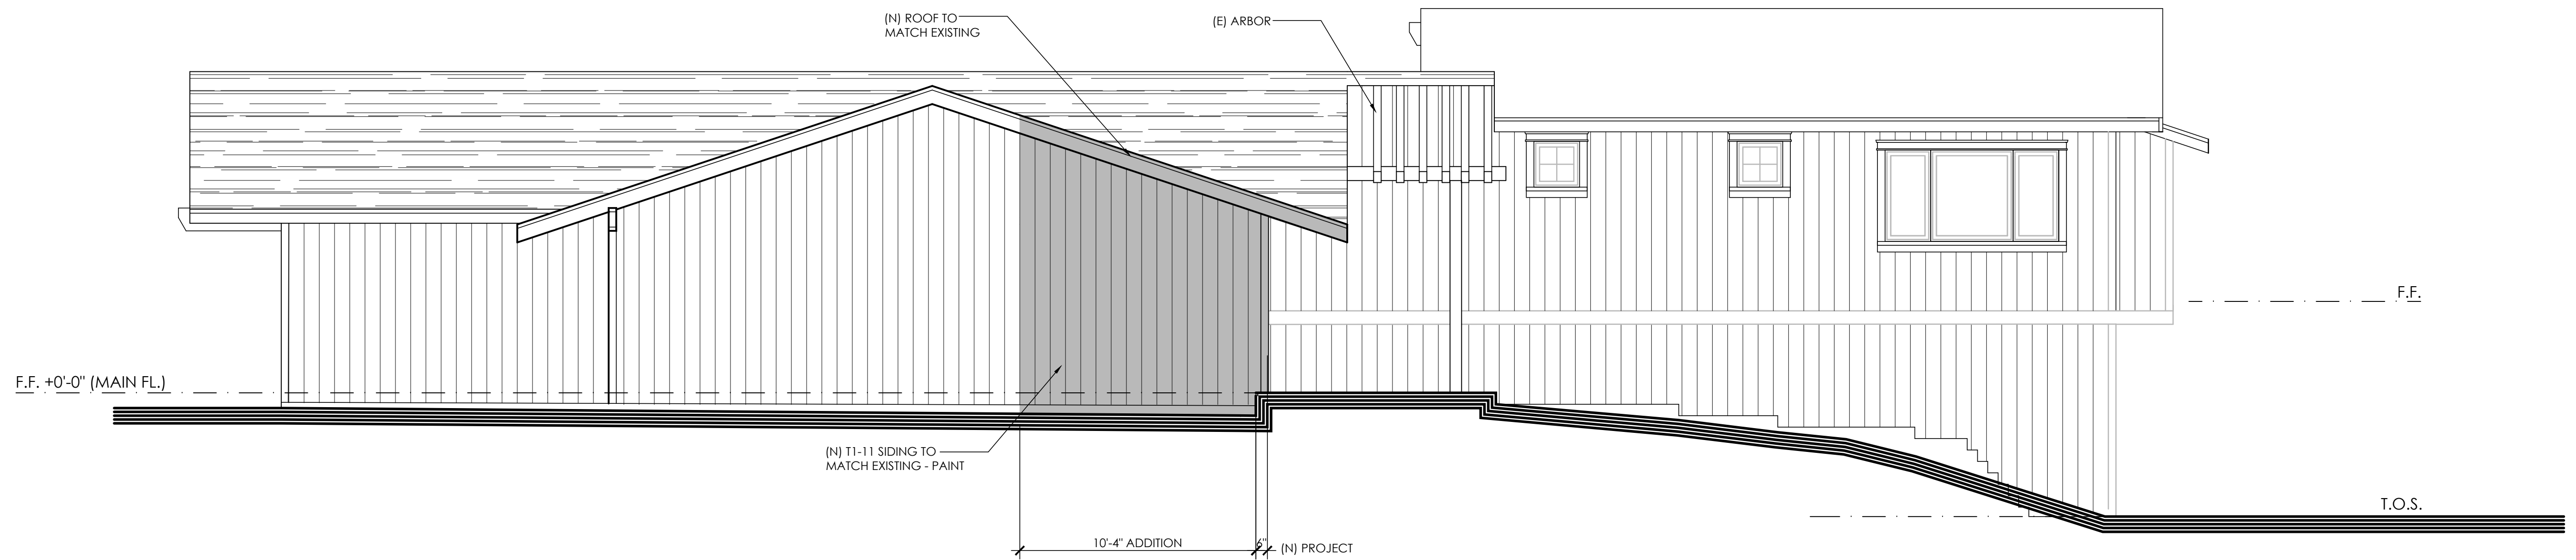 (N) ROOF TO
MATCH EXISTING
(E) ARBOR
F.F.
F.F. +0'-0" (MAIN FL.)
(N) T1-11 SIDING TO
MATCH EXISTING - PAINT
T.O.S.
10'-4" ADDITION
6"
(N) PROJECT